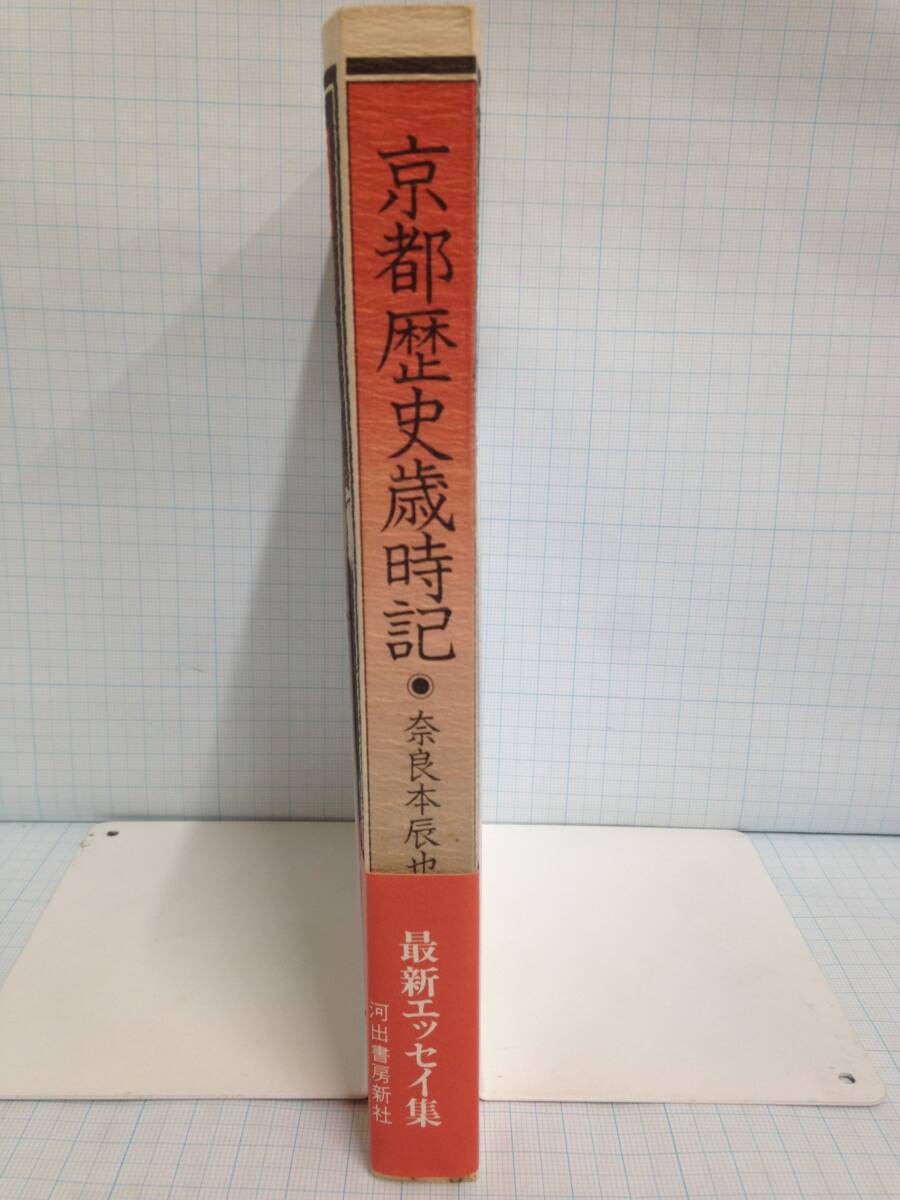 京都歴史歳時記
奈良本辰也
最新エッセイ集
河出書房新社